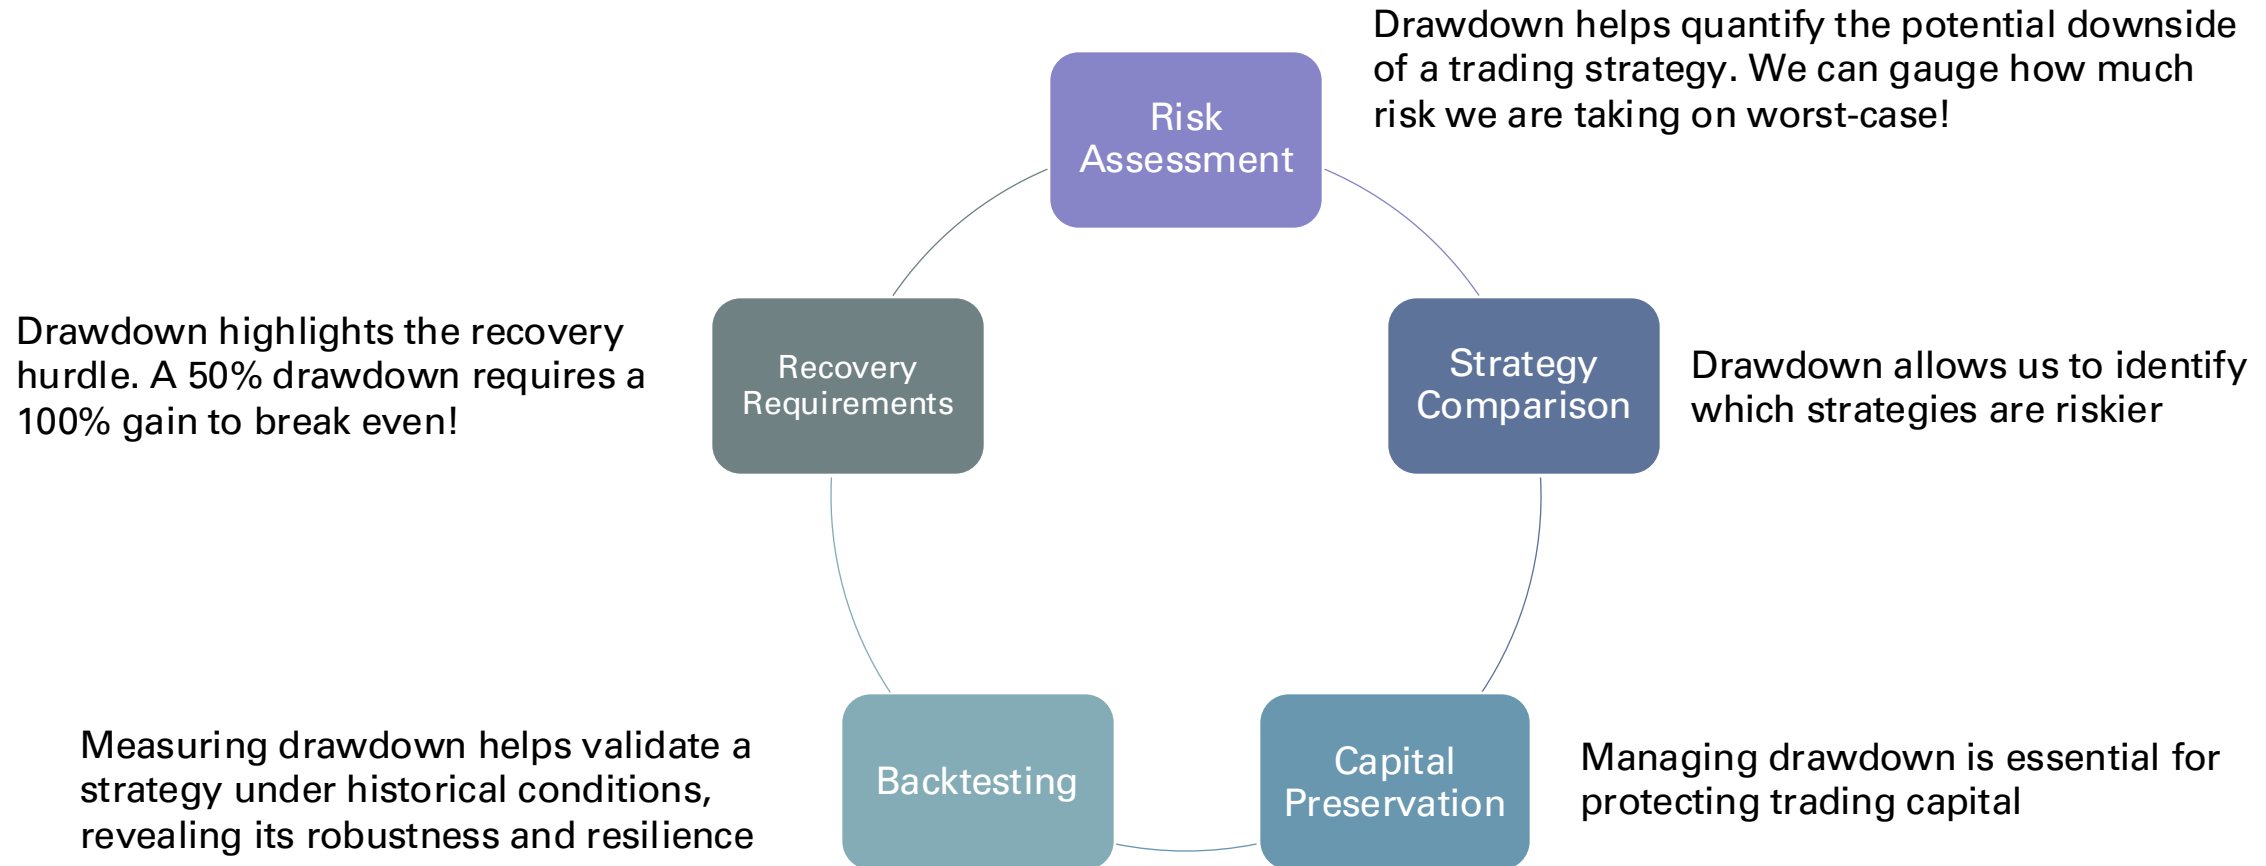 Risk
Assessment
Drawdown helps quantify the potential downside
of a trading strategy. We can gauge how much
risk we are taking on worst-case!
Strategy
Comparison
Drawdown allows us to identify
which strategies are riskier
Capital
Preservation
Managing drawdown is essential for
protecting trading capital
Backtesting
Measuring drawdown helps validate a
strategy under historical conditions,
revealing its robustness and resilience
Recovery
Requirements
Drawdown highlights the recovery
hurdle. A 50% drawdown requires a
100% gain to break even!